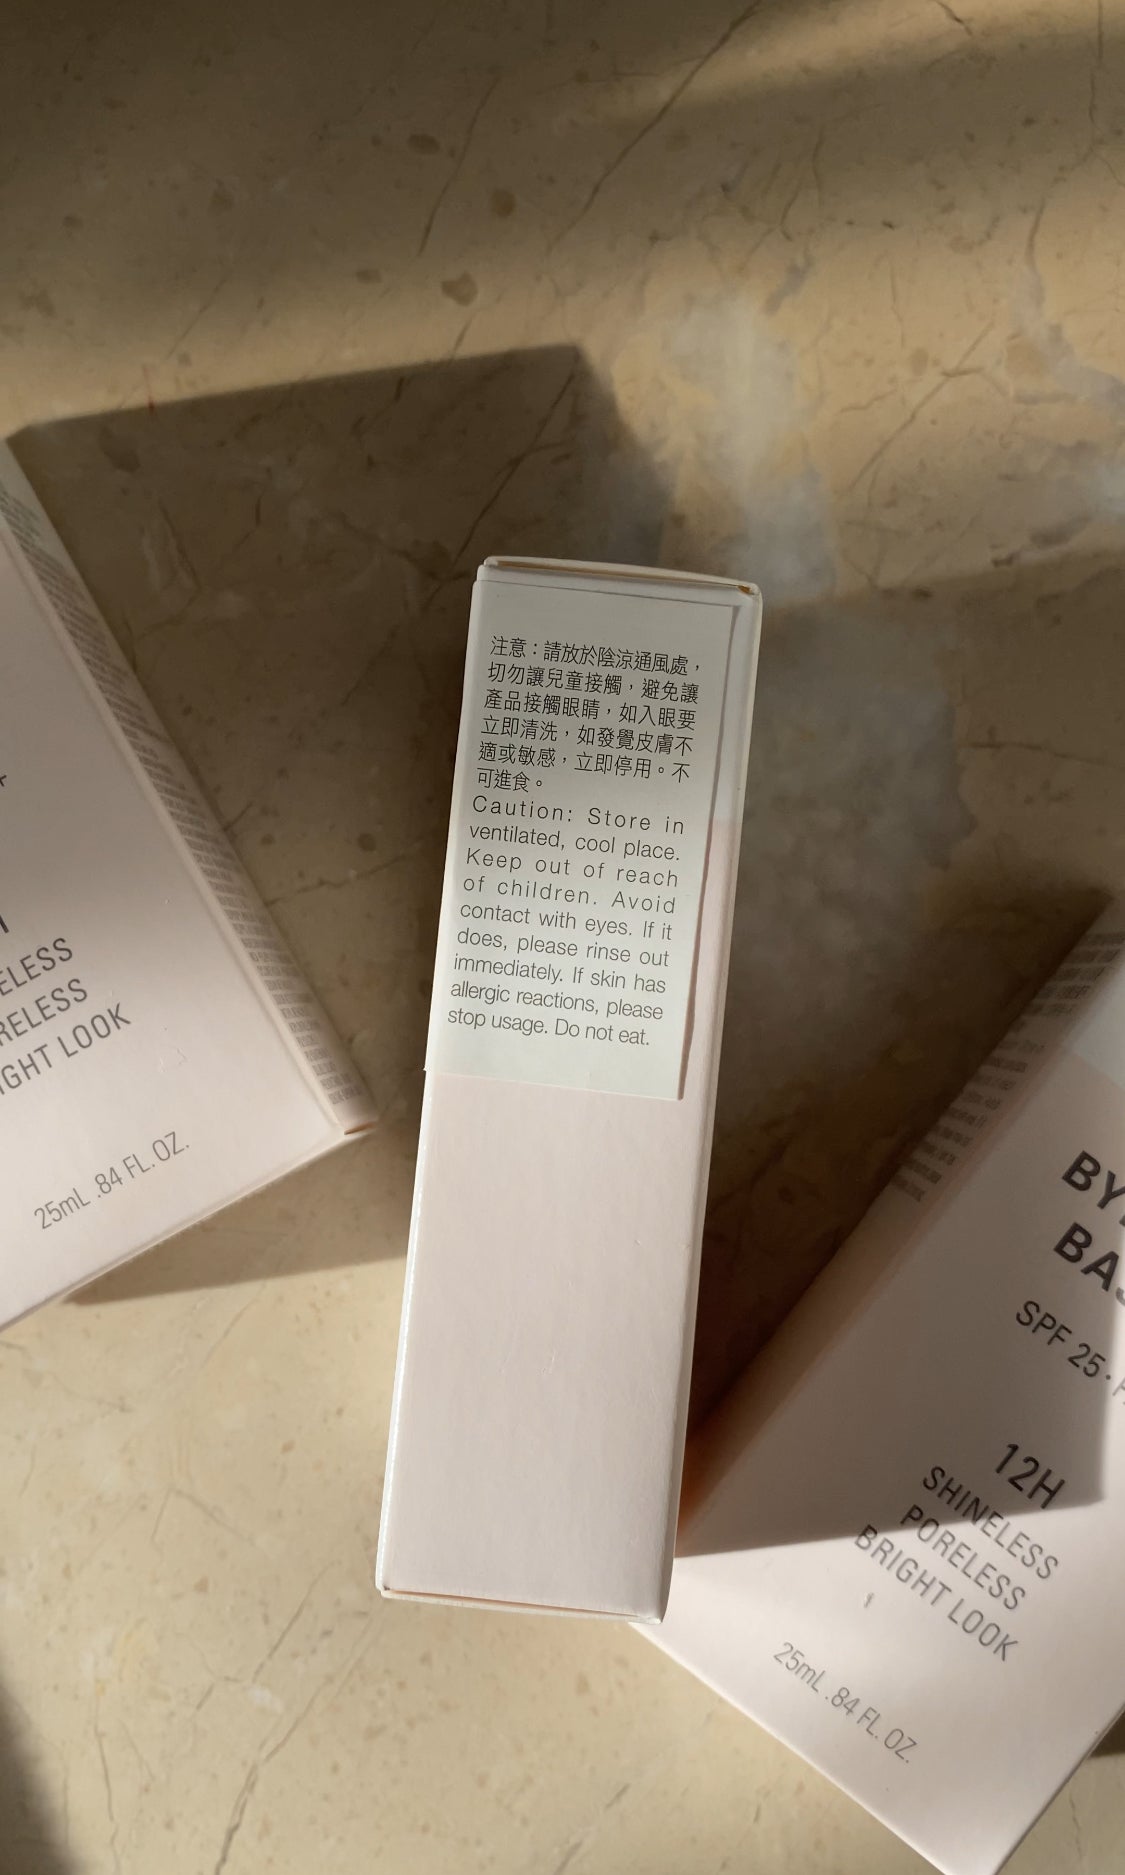 注意：請放於陰涼通風處，
切勿讓兒童接觸，避免讓
產品接觸眼睛，如入眼要
立即清洗，如發覺皮膚不
適或敏感，立即停用。不
可進食。
Caution: Store in
ventilated, cool place.
Keep out of reach
of children. Avoid
contact with eyes. If it
does, please rinse out
immediately. If skin has
allergic reactions, please
stop usage. Do not eat.
LOOK
25mL .84 FL. OZ.
SPF 25
12H
SHINELESS
PORELESS
BRIGHT LOOK
25mL .84 FL. OZ.